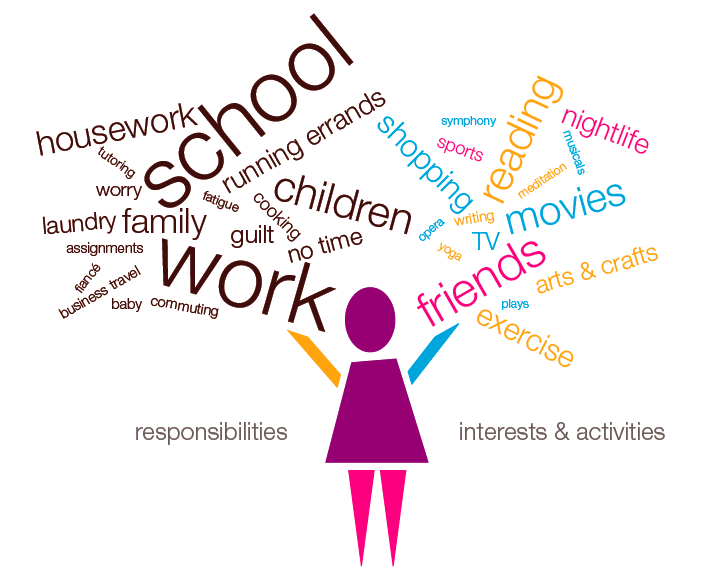 school
housework
running errands
tutoring
worry
fatigue
cooking
children
laundry
family
guilt
no time
assignments
work
fiancé
business travel
baby
commuting
symphony
reading
nightlife
shopping
sports
musicals
meditation
opera
writing
movies
yoga
TV
friends
arts & crafts
plays
exercise
responsibilities
interests & activities